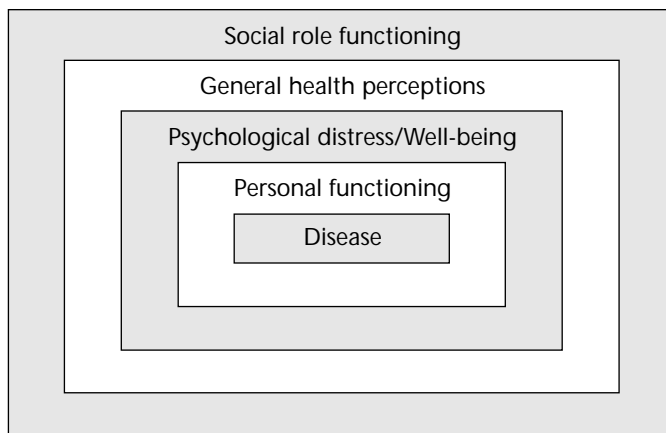 Social role functioning
General health perceptions
Psychological distress/Well-being
Personal functioning
Disease